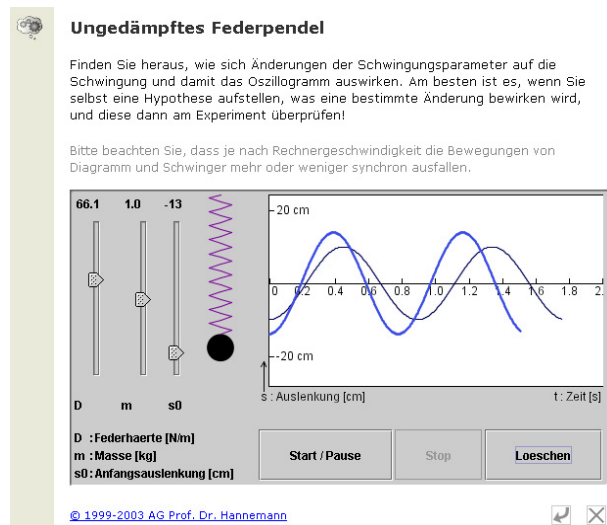 Ungedämpftes Federpendel
Finden Sie heraus, wie sich Änderungen der Schwingungsparameter auf die
Schwingung und damit das Oszillogramm auswirken. Am besten ist es, wenn Sie
selbst eine Hypothese aufstellen, was eine bestimmte Änderung bewirken wird,
und diese dann am Experiment überprüfen!
Bitte beachten Sie, dass je nach Rechnergeschwindigkeit die Bewegungen von
Diagramm und Schwinger mehr oder weniger synchron ausfallen.
66.1 1.0 -13
20 cm
0 0.2 0.4 0.6 0.8 1.0 1.2 1.4 1.6 1.8 2.
-20 cm
s : Auslenkung [cm] t : Zeit [s]
D m s0
D : Federhaerte [N/m]
m : Masse [kg]
s0: Anfangsauslenkung [cm]
Start / Pause Stop Loeschen
© 1999-2003 AG Prof. Dr. Hannemann